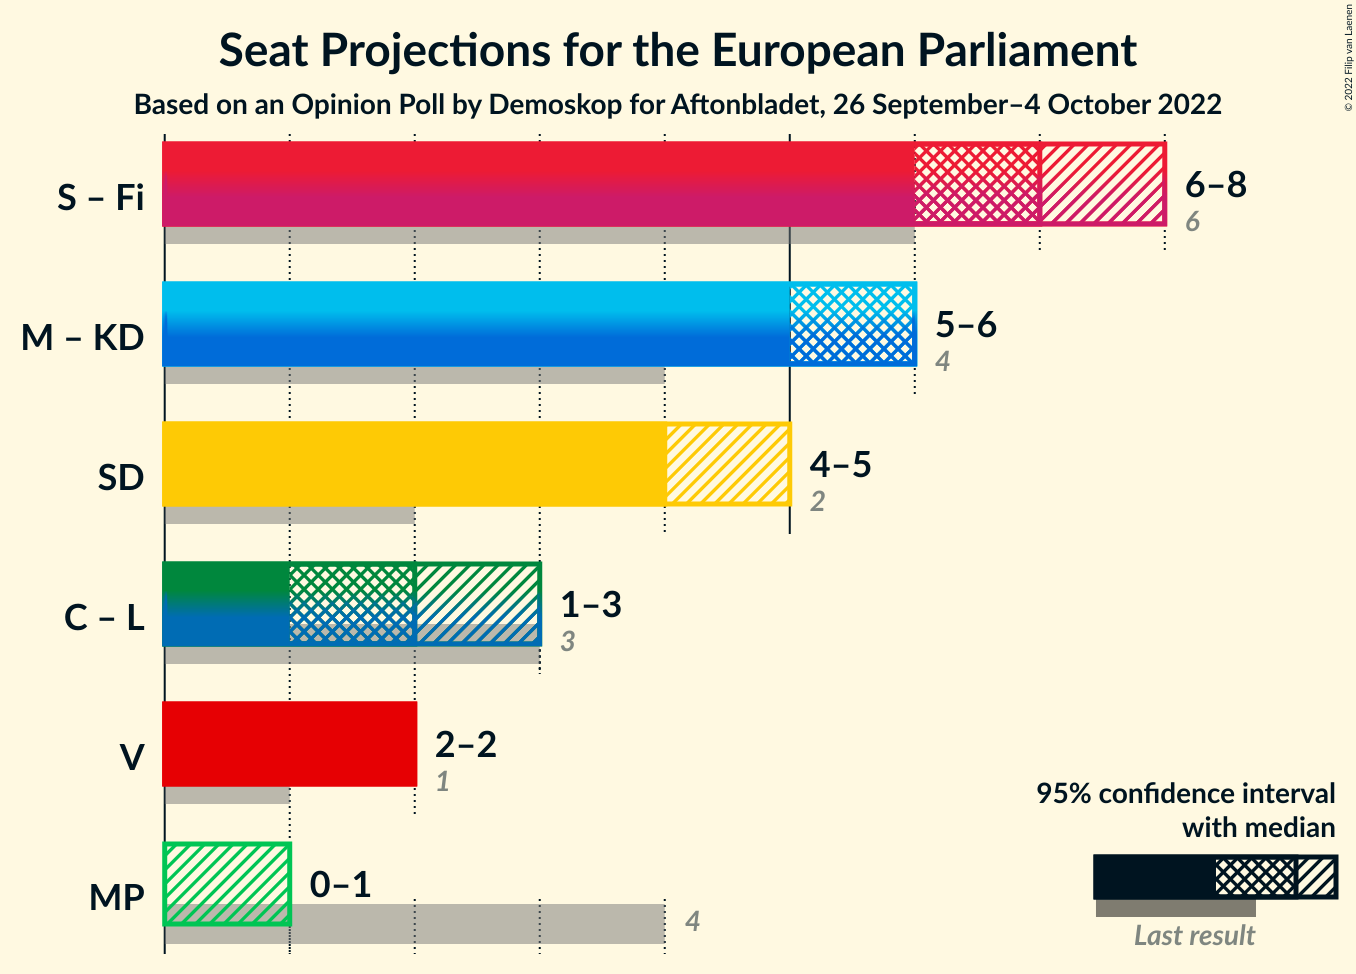 Seat Projections for the European Parliament
Based on an Opinion Poll by Demoskop for Aftonbladet, 26 September–4 October 2022
© 2022 Filip van Laenen
S – Fi
6–8
6
M – KD
5–6
4
SD
4–5
2
C – L
1–3
3
V
2–2
1
MP
0–1
4
95% confidence interval
with median
Last result